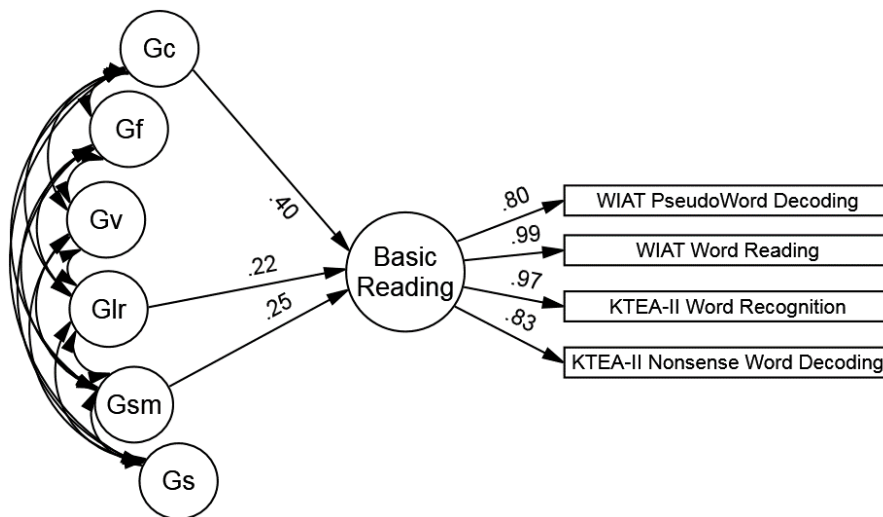 Gc
Gf
Gv
Glr
Gsm
Gs
.40
.22
.25
Basic
Reading
.80
.99
.97
.83
WIAT PseudoWord Decoding
WIAT Word Reading
KTEA-II Word Recognition
KTEA-II Nonsense Word Decoding